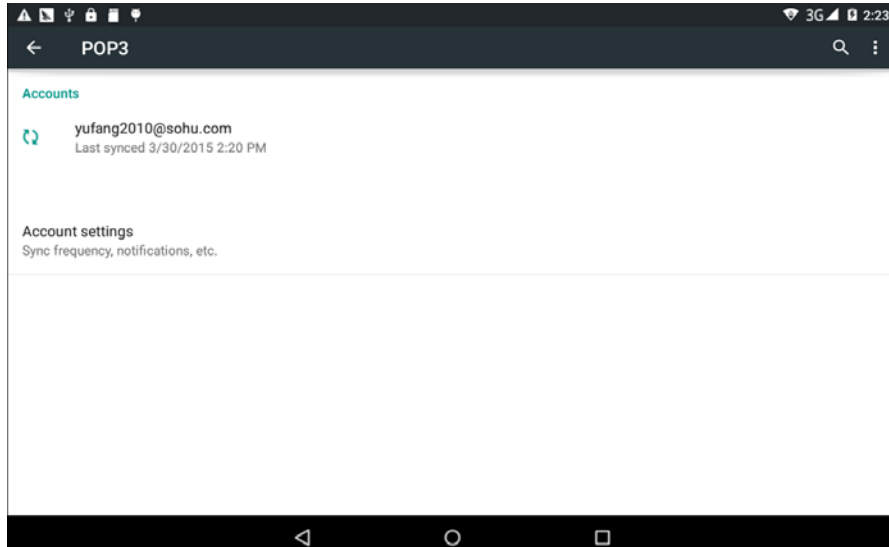 3G 2:23
POP3
Accounts
yufang2010@sohu.com
Last synced 3/30/2015 2:20 PM
Account settings
Sync frequency, notifications, etc.